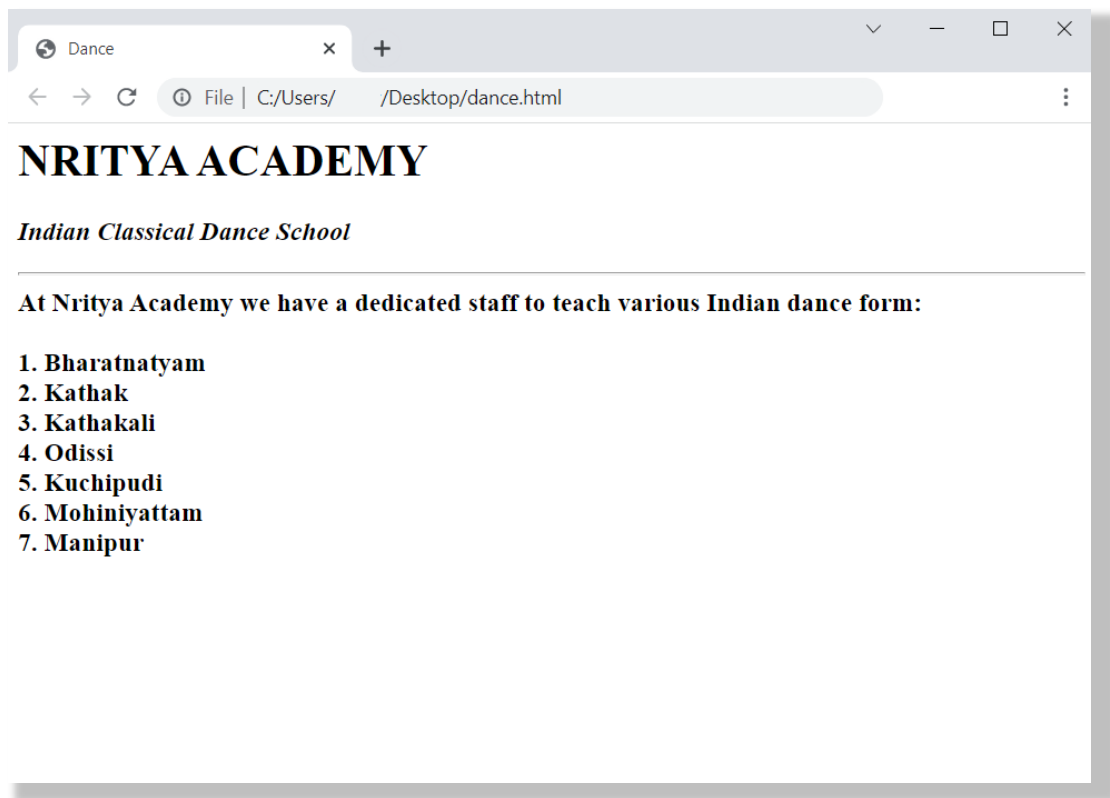 Dance
File | C:/Users/ /Desktop/dance.html
NRITYA ACADEMY
Indian Classical Dance School
At Nritya Academy we have a dedicated staff to teach various Indian dance form:
1. Bharatnatyam
2. Kathak
3. Kathakali
4. Odissi
5. Kuchipudi
6. Mohiniyattam
7. Manipur